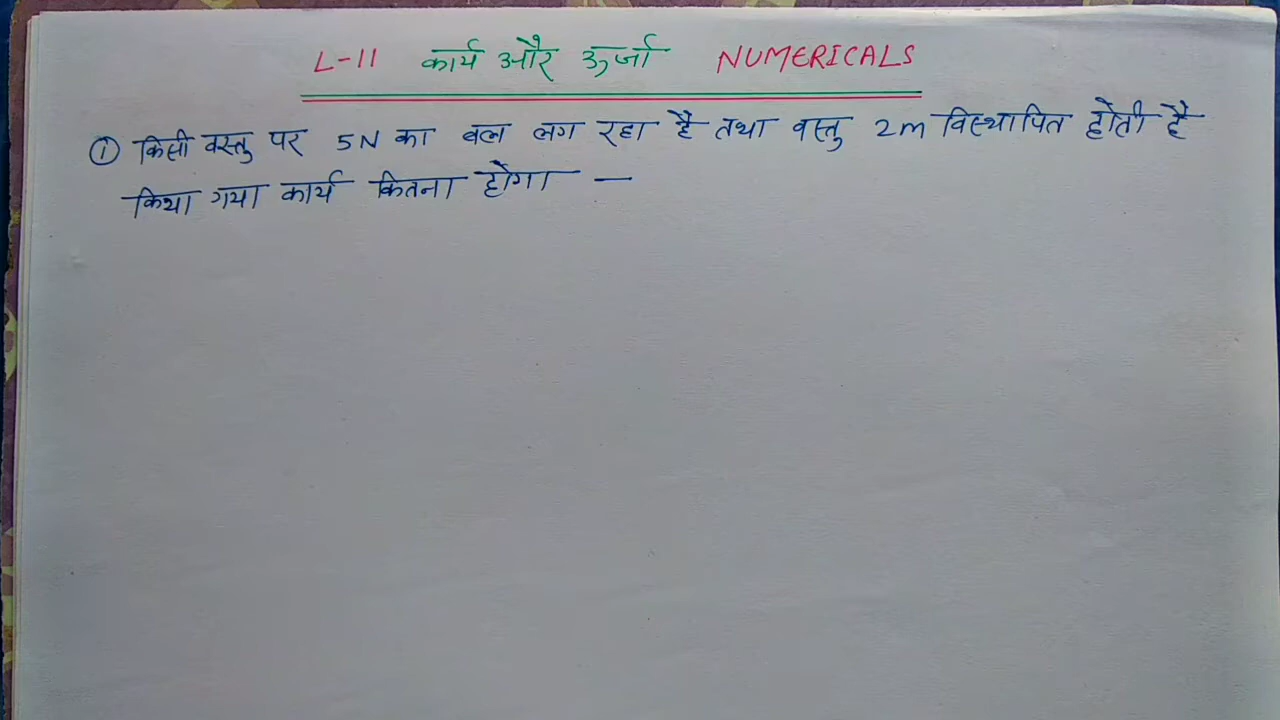 L-11 कार्य और ऊर्जा NUMERICALS
① किसी वस्तु पर 5N का बल लग रहा है तथा वस्तु 2m विस्थापित होती है
किया गया कार्य कितना होगा —